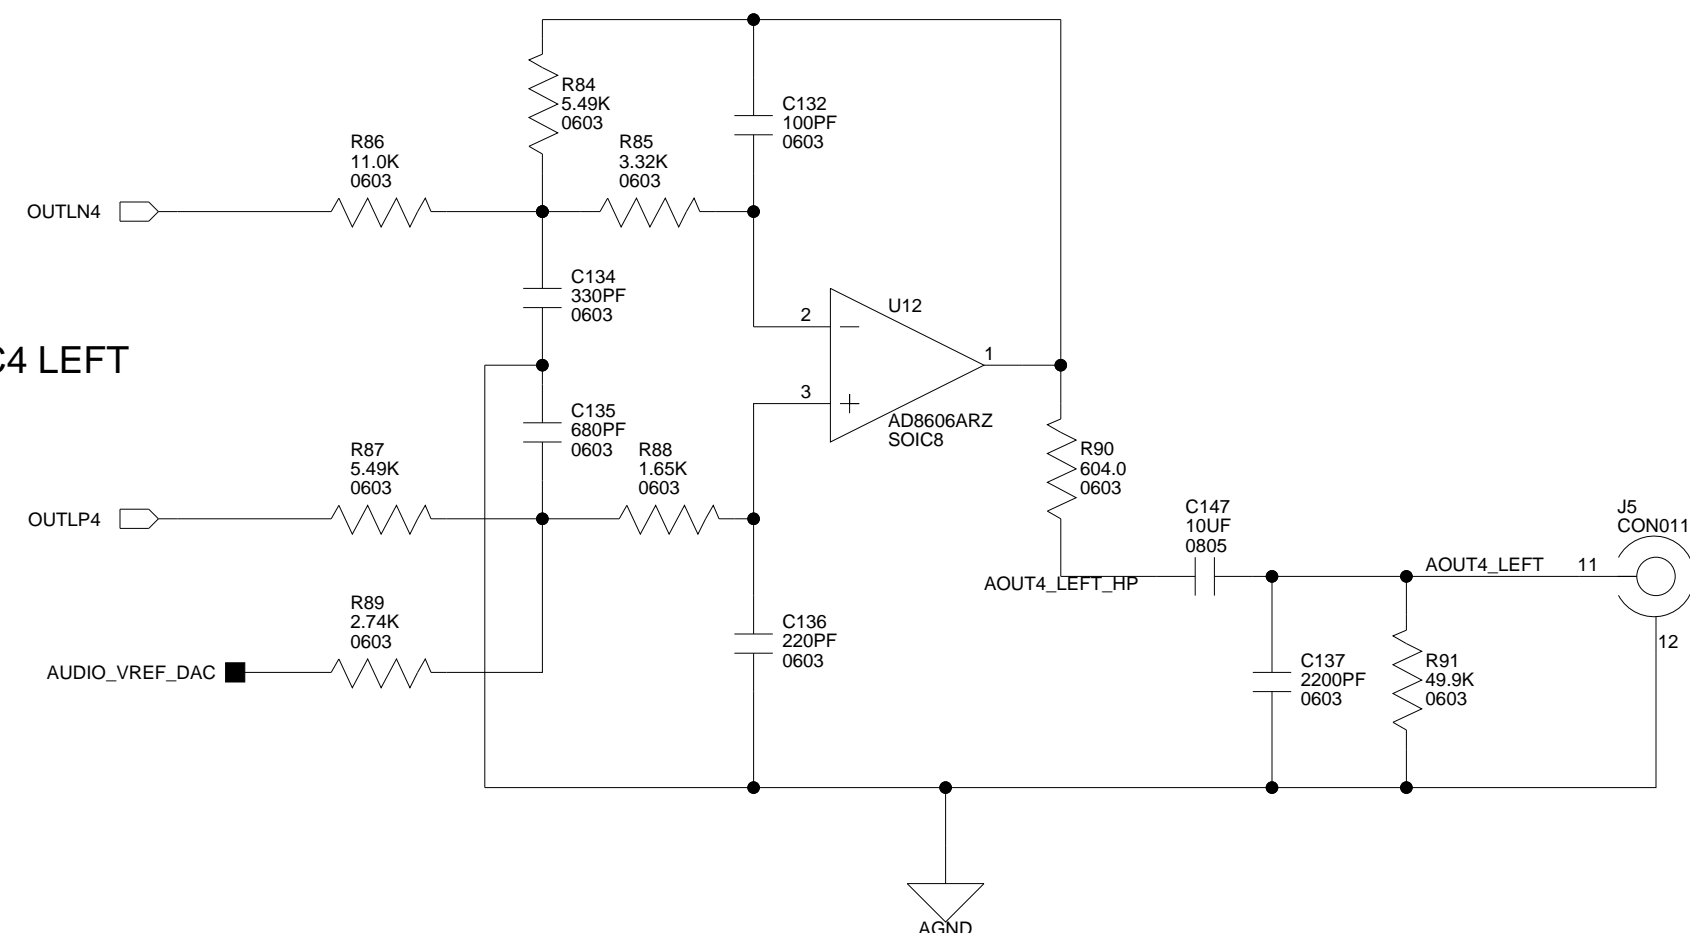 R84
5.49K
0603
C132
100PF
0603
R86
11.0K
0603
R85
3.32K
0603
OUTLN4
C134
330PF
0603
U12
2
1
3
AD8606ARZ
SOIC8
C4 LEFT
C135
680PF
0603
R87
5.49K
0603
R88
1.65K
0603
R90
604.0
0603
OUTLP4
C147
10UF
0805
J5
CON011
AOUT4_LEFT_HP
AOUT4_LEFT
11
12
R89
2.74K
0603
AUDIO_VREF_DAC
C136
220PF
0603
C137
2200PF
0603
R91
49.9K
0603
AGND